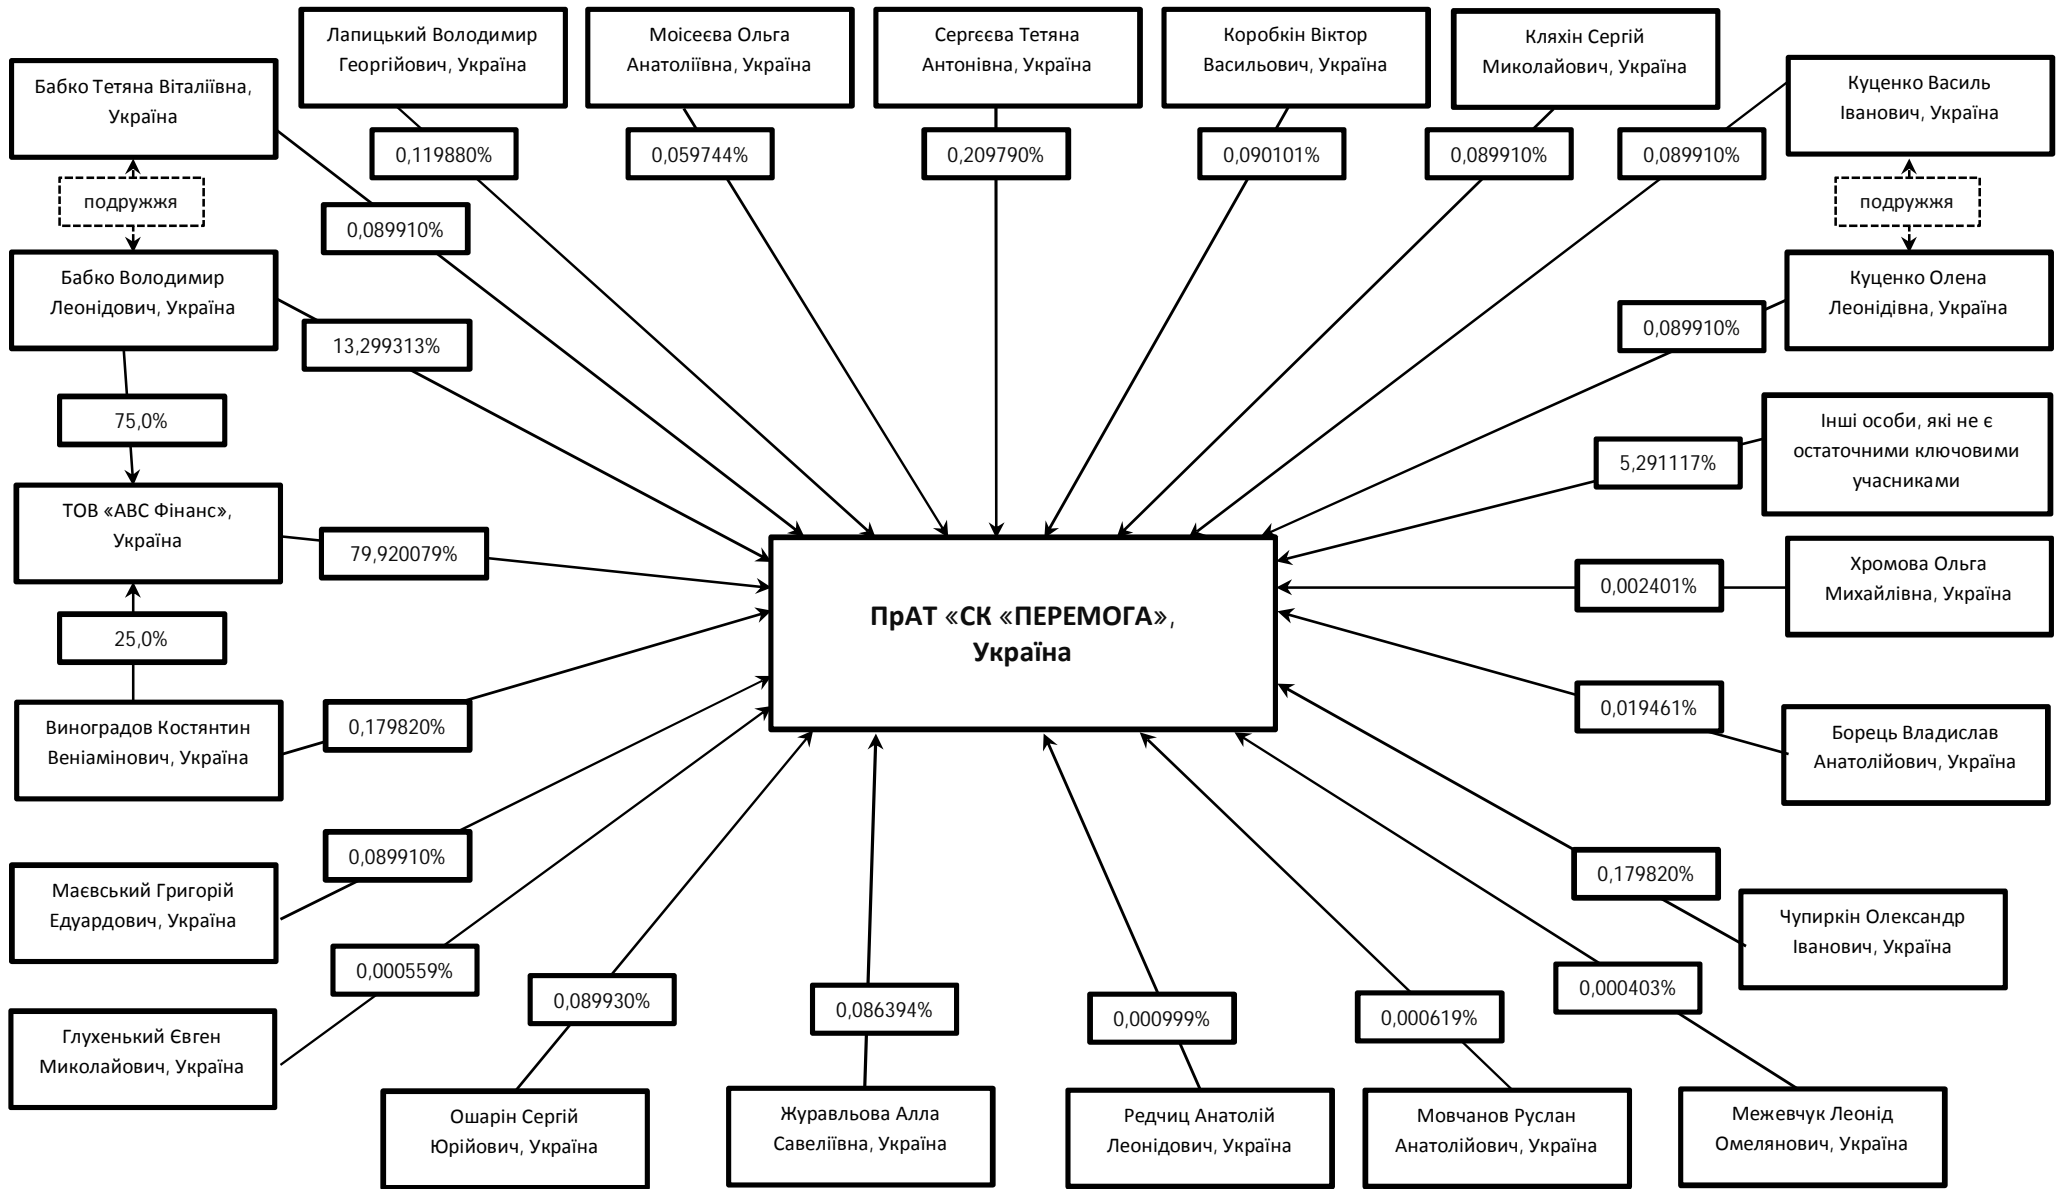 Лапицький Володимир
Георгійович, Україна
Моісеєва Ольга
Анатоліївна, Україна
Сергєєва Тетяна
Антонівна, Україна
Коробкін Віктор
Васильович, Україна
Кляхін Сергій
Миколайович, Україна
Бабко Тетяна Віталіївна,
Україна
Куценко Василь
Іванович, Україна
0,119880%
0,059744%
0,209790%
0,090101%
0,089910%
0,089910%
подружжя
подружжя
0,089910%
Бабко Володимир
Леонідович, Україна
Куценко Олена
Леонідівна, Україна
13,299313%
0,089910%
75,0%
Інші особи, які не є
остаточними ключовими
учасниками
5,291117%
ТОВ «АВС Фінанс»,
Україна
79,920079%
Хромова Ольга
Михайлівна, Україна
0,002401%
ПрАТ «СК «ПЕРЕМОГА»,
Україна
25,0%
Виноградов Костянтин
Веніамінович, Україна
0,179820%
0,019461%
Борець Владислав
Анатолійович, Україна
0,089910%
Маєвський Григорій
Едуардович, Україна
0,179820%
Чупиркін Олександр
Іванович, Україна
0,000559%
0,089930%
0,086394%
0,000999%
0,000619%
0,000403%
Глухенький Євген
Миколайович, Україна
Ошарін Сергій
Юрійович, Україна
Журавльова Алла
Савеліївна, Україна
Редчиц Анатолій
Леонідович, Україна
Мовчанов Руслан
Анатолійович, Україна
Межевчук Леонід
Омелянович, Україна